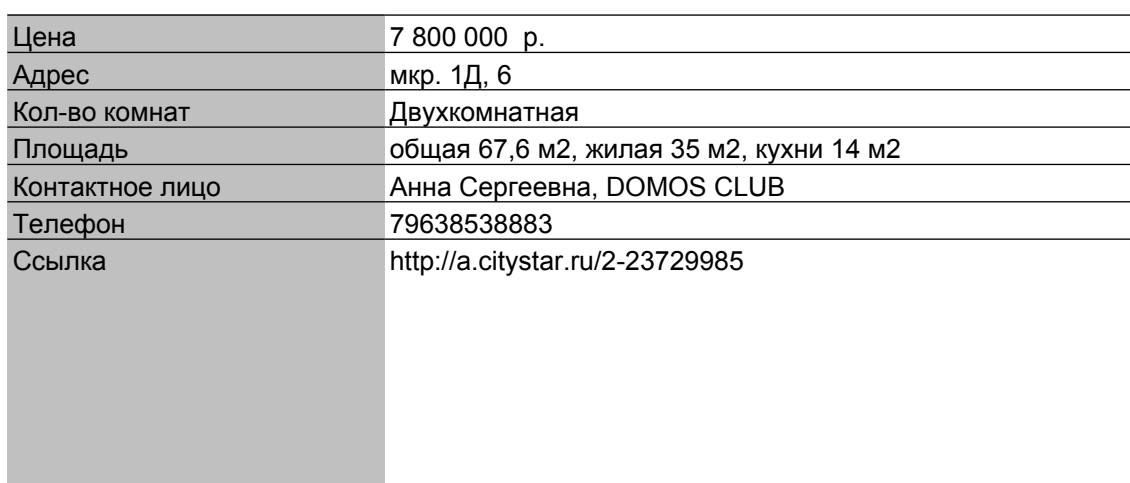 Цена 7 800 000 р.
Адрес мкр. 1Д, 6
Кол-во комнат Двухкомнатная
Площадь общая 67,6 м2, жилая 35 м2, кухни 14 м2
Контактное лицо Анна Сергеевна, DOMOS CLUB
Телефон 79638538883
Ссылка http://a.citystar.ru/2-23729985